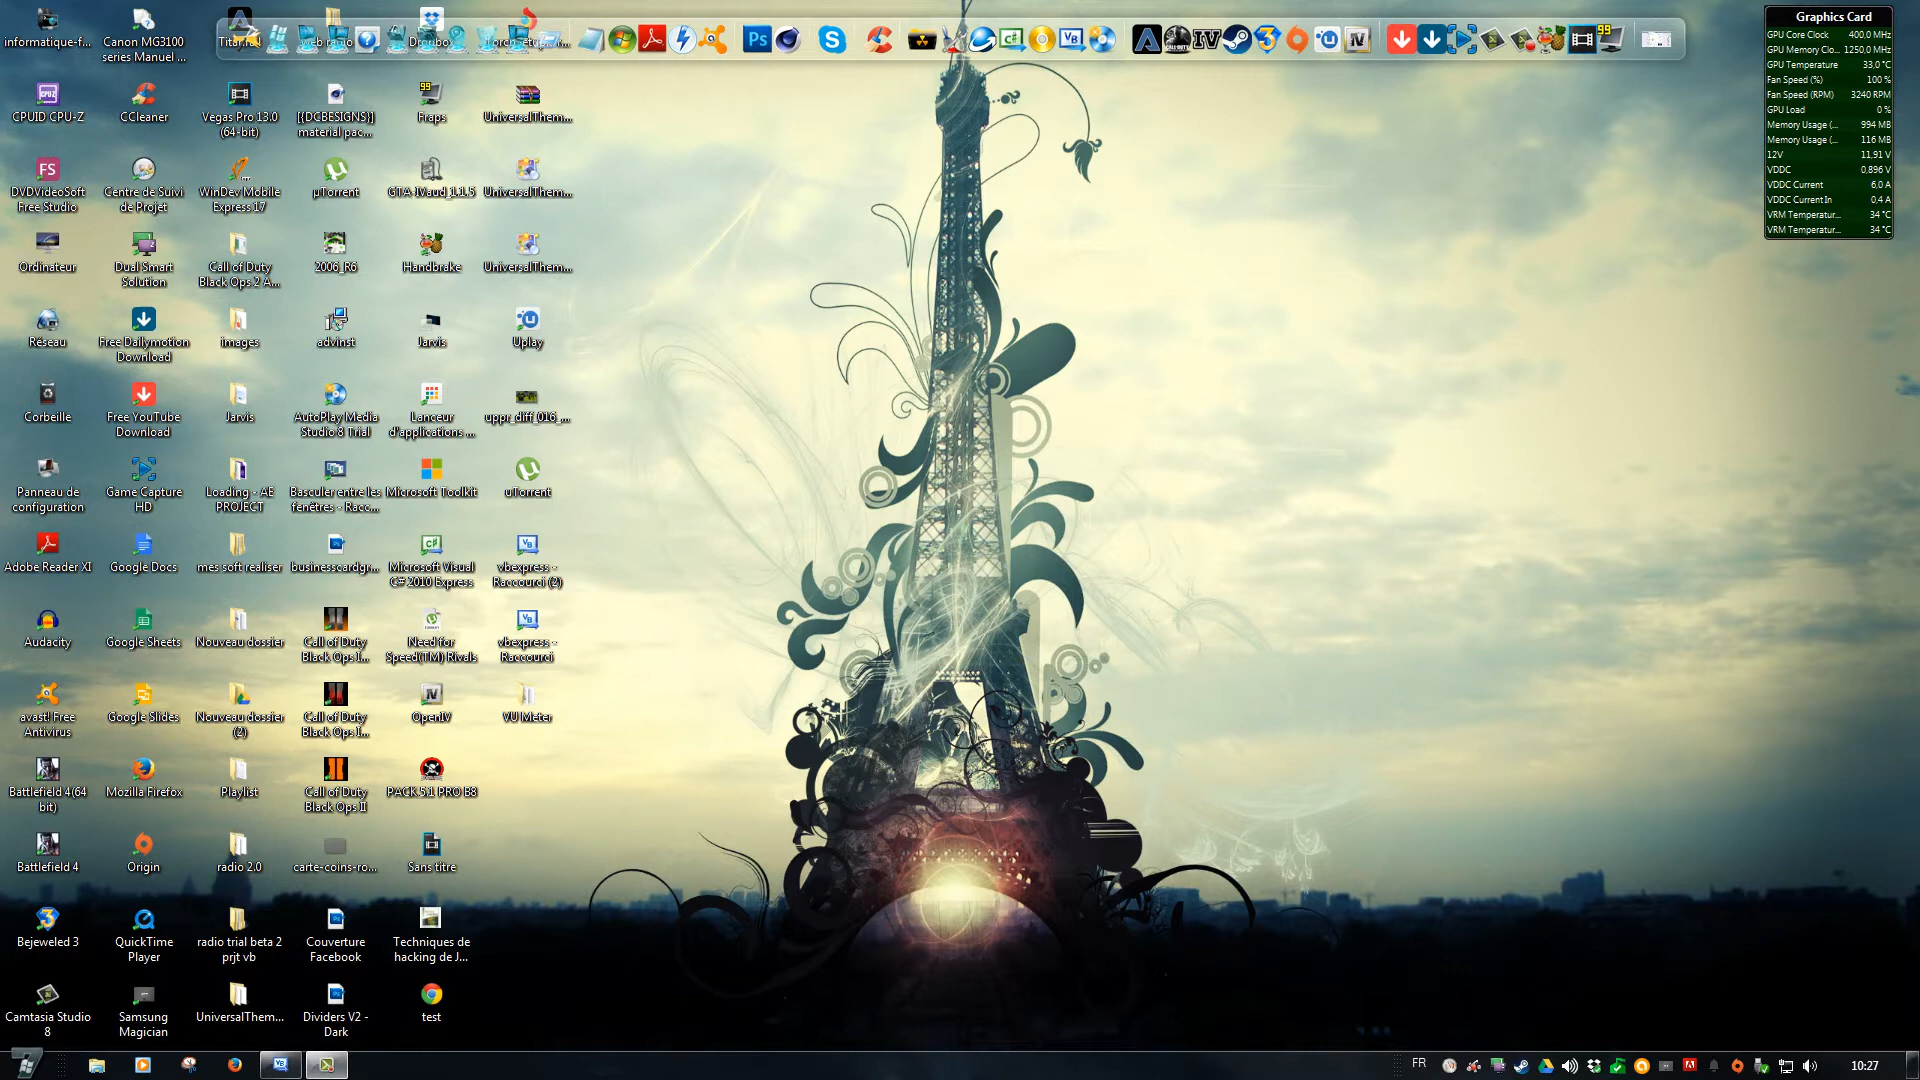 informatique-f...
Canon MG3100
series Manuel ...
Web radio
Dropbox
Ps
VB
IV
99
CPUID CPU-Z
CCleaner
Vegas Pro 13.0
(64-bit)
[{DCBESIGNS}]
material pac...
Fraps
UniversalThem...
DVDVideoSoft
Free Studio
Centre de Suivi
de Projet
WinDev Mobile
Express 17
µTorrent
GTA-IVaud_1.1.5
UniversalThem...
Ordinateur
Dual Smart
Solution
Call of Duty
Black Ops 2 A...
2006_R6
Handbrake
UniversalThem...
Réseau
Free Dailymotion
Download
images
advinst
Jarvis
Uplay
Corbeille
Free YouTube
Download
Jarvis
AutoPlay Media
Studio 8 Trial
Lanceur
d'applications ...
uppr_diff_016_...
Panneau de
configuration
Game Capture
HD
Loading - AE
PROJECT
Basculer entre les
fenêtres - Racc...
Microsoft Toolkit
uTorrent
Adobe Reader XI
Google Docs
mes soft realiser
businesscardgr...
Microsoft Visual
C# 2010 Express
vbexpress -
Raccourci (2)
Audacity
Google Sheets
Nouveau dossier
Call of Duty
Black Ops I...
Need for
Speed(TM) Rivals
vbexpress -
Raccourci
avast! Free
Antivirus
Google Slides
Nouveau dossier
(2)
Call of Duty
Black Ops I...
OpenIV
VU Meter
Battlefield 4(64
bit)
Mozilla Firefox
Playlist
Call of Duty
Black Ops II
PACK 51 PRO B8
Battlefield 4
Origin
radio 2.0
carte-coins-ro...
Sans titre
Bejeweled 3
QuickTime
Player
radio trial beta 2
prjt vb
Couverture
Facebook
Techniques de
hacking de J...
Camtasia Studio
8
Samsung
Magician
UniversalThem...
Dividers V2 -
Dark
test
Graphics Card
GPU Core Clock 400,0 MHz
GPU Memory Clo... 1250,0 MHz
GPU Temperature 33,0 °C
Fan Speed (%) 100 %
Fan Speed (RPM) 3240 RPM
GPU Load 0 %
Memory Usage (... 994 MB
Memory Usage (... 116 MB
12V 11,91 V
VDDC 0,896 V
VDDC Current 6,0 A
VDDC Current In 0,4 A
VRM Temperatur... 34 °C
VRM Temperatur... 34 °C
FR
10:27